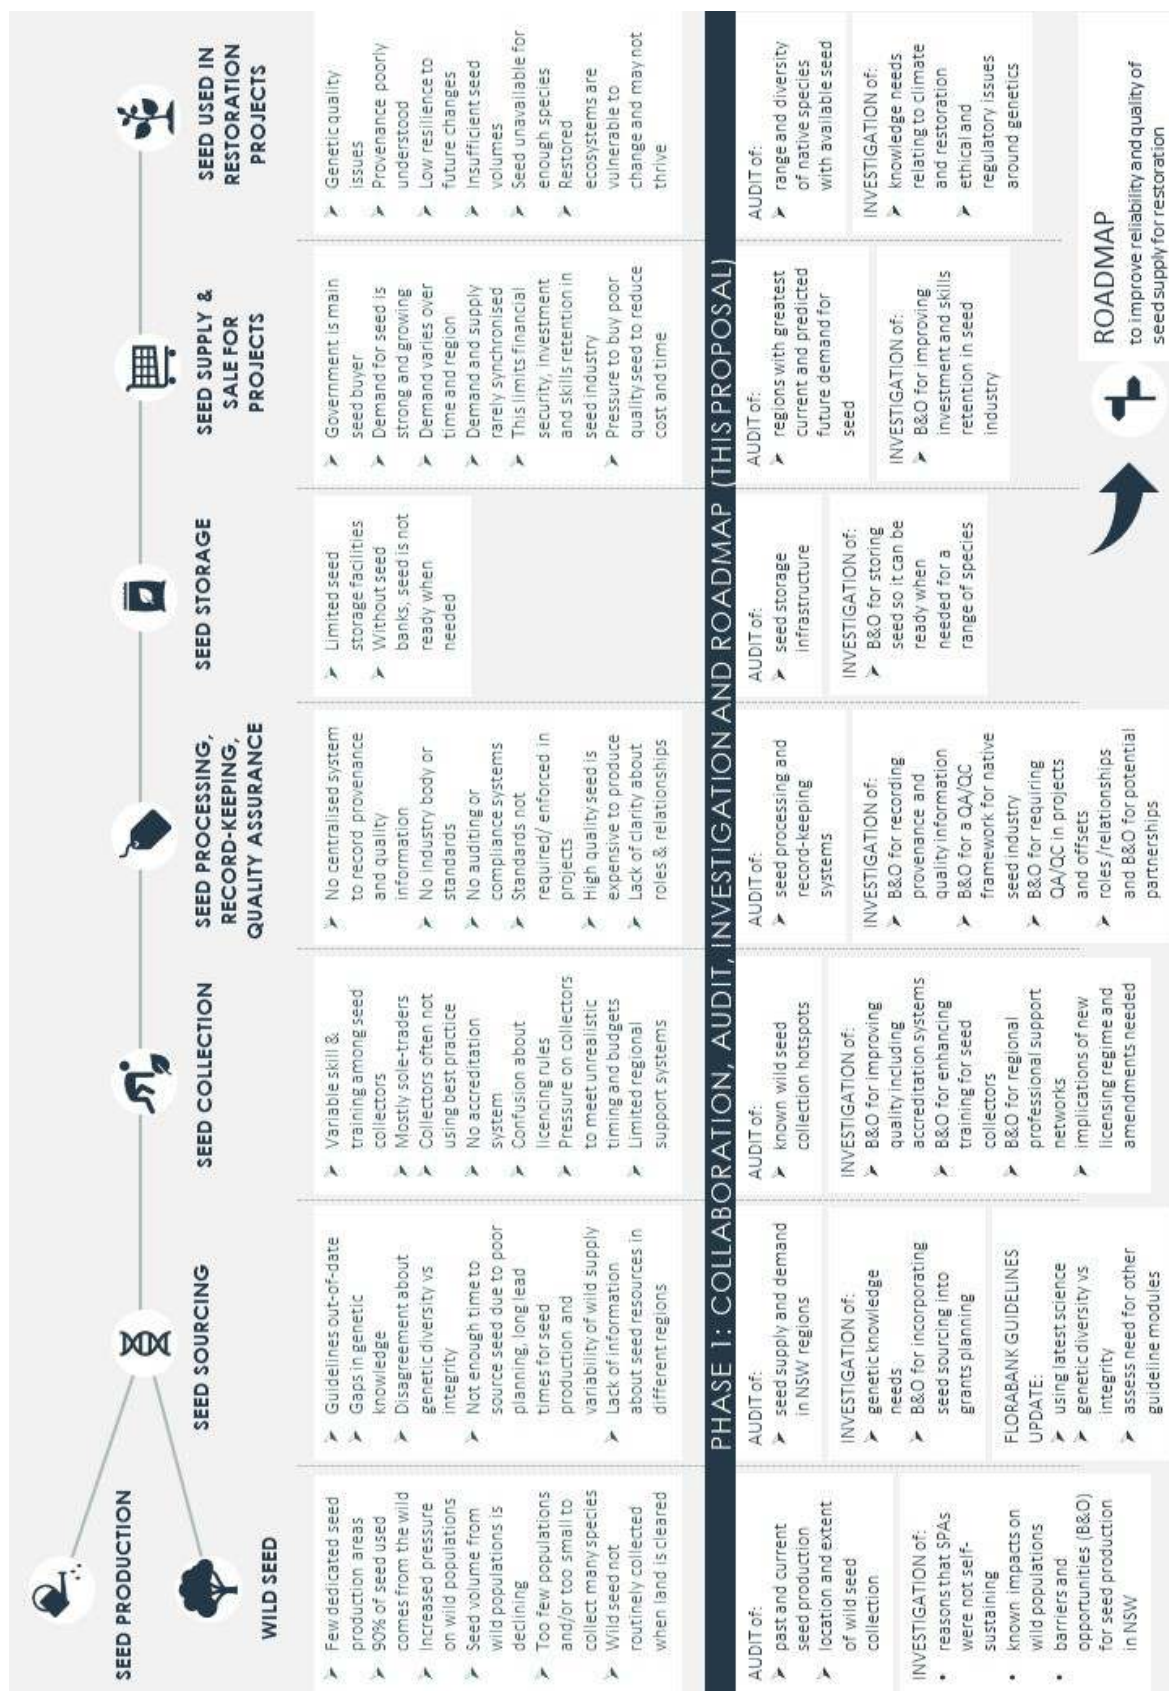 SEED PRODUCTION
WILD SEED
SEED SOURCING
SEED COLLECTION
SEED PROCESSING,
RECORD-KEEPING,
QUALITY ASSURANCE
SEED STORAGE
SEED SUPPLY &
SALE FOR
PROJECTS
SEED USED IN
RESTORATION
PROJECTS
➢ Few dedicated seed
production areas
➢ 90% of seed used
comes from the wild
➢ Increased pressure
on wild populations
➢ Seed volume from
wild populations is
declining
➢ Too few populations
and/or too small to
collect many species
➢ Wild seed not
routinely collected
when land is cleared
➢ Guidelines out-of-date
➢ Gaps in genetic
knowledge
➢ Disagreement about
genetic diversity vs
integrity
➢ Not enough time to
source seed due to poor
planning, long lead
times for seed
production and
variability of wild supply
➢ Lack of information
about seed resources in
different regions
➢ Variable skill &
training among seed
collectors
➢ Mostly sole-traders
➢ Collectors often not
using best practice
➢ No accreditation
system
➢ Confusion about
licencing rules
➢ Pressure on collectors
to meet unrealistic
timing and budgets
➢ Limited regional
support systems
➢ No centralised system
to record provenance
and quality
information
➢ No industry body or
standards
➢ No auditing or
compliance systems
➢ Standards not
required/ enforced in
projects
➢ High quality seed is
expensive to produce
➢ Lack of clarity about
roles & relationships
➢ Limited seed
storage facilities
➢ Without seed
banks, seed is not
ready when
needed
➢ Government is main
seed buyer
➢ Demand for seed is
strong and growing
➢ Demand varies over
time and region
➢ Demand and supply
rarely synchronised
➢ This limits financial
security, investment
and skills retention in
seed industry
➢ Pressure to buy poor
quality seed to reduce
cost and time
➢ Genetic quality
issues
➢ Provenance poorly
understood
➢ Low resilience to
future changes
➢ Insufficient seed
volumes
➢ Seed unavailable for
enough species
➢ Restored
ecosystems are
vulnerable to
change and may not
thrive
PHASE 1: COLLABORATION, AUDIT, INVESTIGATION AND ROADMAP (THIS PROPOSAL)
AUDIT of:
➢ past and current
seed production
➢ location and extent
of wild seed
collection
INVESTIGATION of:
• reasons that SPAs
were not self-
sustaining
• known impacts on
wild populations
• barriers and
opportunities (B&O)
for seed production
in NSW
AUDIT of:
➢ seed supply and demand
in NSW regions
INVESTIGATION of:
➢ genetic knowledge
needs
➢ B&O for incorporating
seed sourcing into
grants planning
FLORABANK GUIDELINES
UPDATE:
➢ using latest science
➢ genetic diversity vs
integrity
➢ assess need for other
guideline modules
AUDIT of:
➢ known wild seed
collection hotspots
INVESTIGATION of:
➢ B&O for improving
quality including
accreditation systems
➢ B&O for enhancing
training for seed
collectors
➢ B&O for regional
professional support
networks
➢ implications of new
licensing regime and
amendments needed
AUDIT of:
➢ seed processing and
record-keeping
systems
INVESTIGATION of:
➢ B&O for recording
provenance and
quality information
➢ B&O for a QA/QC
framework for native
seed industry
➢ B&O for requiring
QA/QC in projects
and offsets
➢ roles /relationships
and B&O for potential
partnerships
AUDIT of:
➢ seed storage
infrastructure
INVESTIGATION of:
➢ B&O for storing
seed so it can be
ready when
needed for a
range of species
AUDIT of:
➢ regions with greatest
current and predicted
future demand for
seed
INVESTIGATION of:
➢ B&O for improving
investment and skills
retention in seed
industry
AUDIT of:
➢ range and diversity
of native species
with available seed
INVESTIGATION of:
➢ knowledge needs
relating to climate
and restoration
➢ ethical and
regulatory issues
around genetics
ROADMAP
to improve reliability and quality of
seed supply for restoration